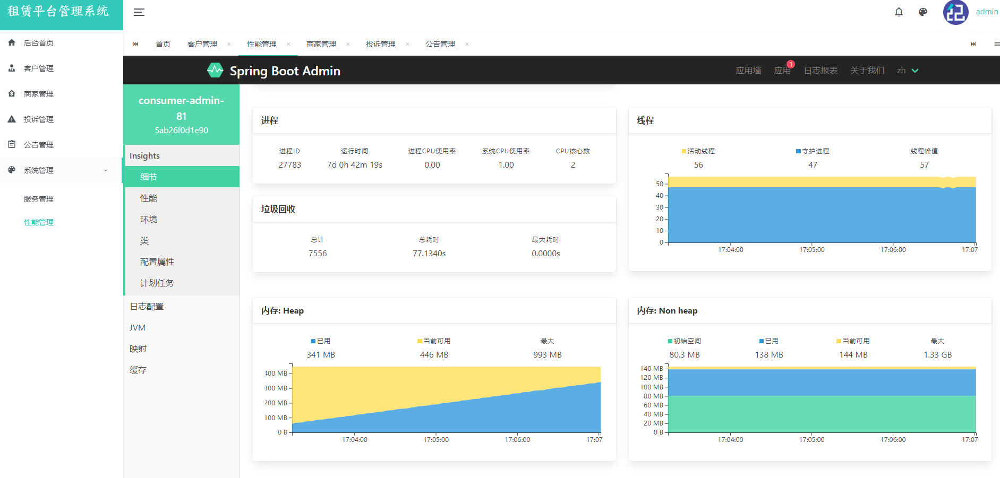 租赁平台管理系统
admin
后台首页
客户管理
商家管理
投诉管理
公告管理
系统管理
服务管理
性能管理
首页 客户管理 × 性能管理 × 商家管理 × 投诉管理 × 公告管理 ×
Spring Boot Admin
应用墙 应用 1 日志报表 关于我们 zh
consumer-admin-
81
5ab26f0d1e90
Insights
细节
性能
环境
类
配置属性
计划任务
日志配置
JVM
映射
缓存
进程
进程ID 运行时间 进程CPU使用率 系统CPU使用率 CPU核心数
27783 7d 0h 42m 19s 0.00 1.00 2
垃圾回收
总计 总耗时 最大耗时
7556 77.1340s 0.0000s
线程
活动线程 守护进程 线程峰值
56 47 57
50
40
30
20
10
0
17:04:00 17:05:00 17:06:00 17:07
内存: Heap
已用 当前可用 最大
341 MB 446 MB 993 MB
400 MB
300 MB
200 MB
100 MB
0 B
17:04:00 17:05:00 17:06:00 17:07:
内存: Non heap
初始空间 已用 当前可用 最大
80.3 MB 138 MB 144 MB 1.33 GB
140 MB
120 MB
100 MB
80 MB
60 MB
40 MB
20 MB
0 B
17:04:00 17:05:00 17:06:00 17:07